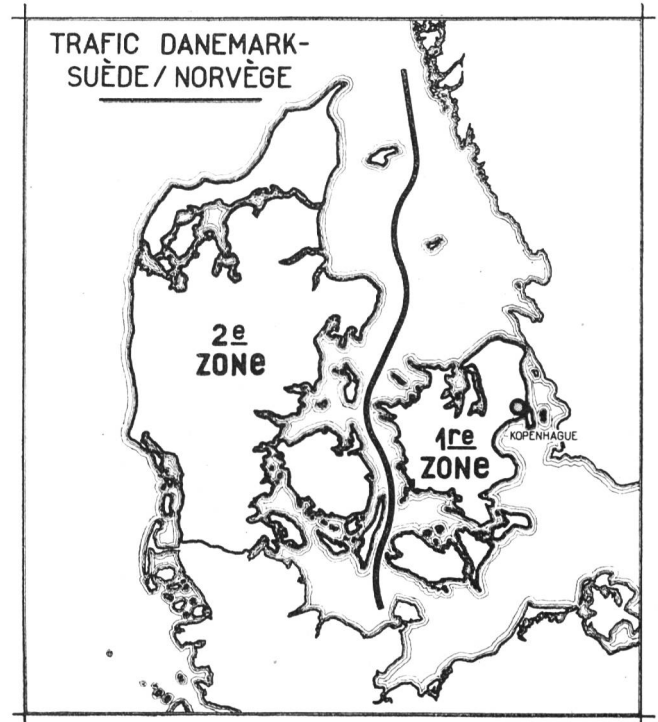 TRAFIC DANEMARK-
SUÈDE/NORVÈGE
2e
ZONe
1re
ZONe
KOPENHAGUE